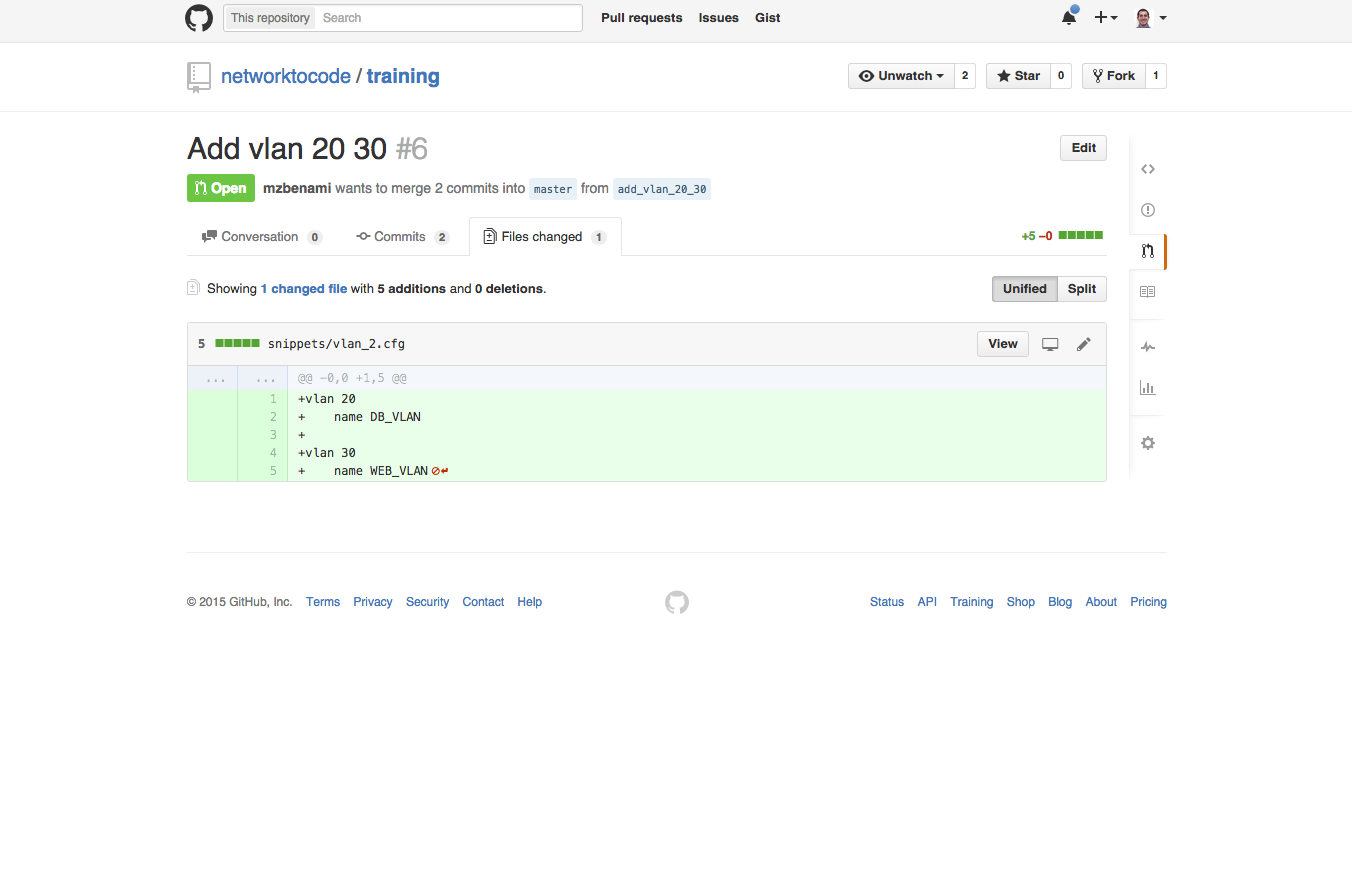 This repository Search Pull requests Issues Gist
networktocode / training Unwatch 2 Star 0 Fork 1
Add vlan 20 30 #6 Edit
Open mzbenami wants to merge 2 commits into master from add_vlan_20_30
Conversation 0 Commits 2 Files changed 1 +5 −0
Showing 1 changed file with 5 additions and 0 deletions. Unified Split
5 snippets/vlan_2.cfg View
... ... @@ -0,0 +1,5 @@
1 +vlan 20
2 + name DB_VLAN
3 +
4 +vlan 30
5 + name WEB_VLAN
© 2015 GitHub, Inc. Terms Privacy Security Contact Help Status API Training Shop Blog About Pricing